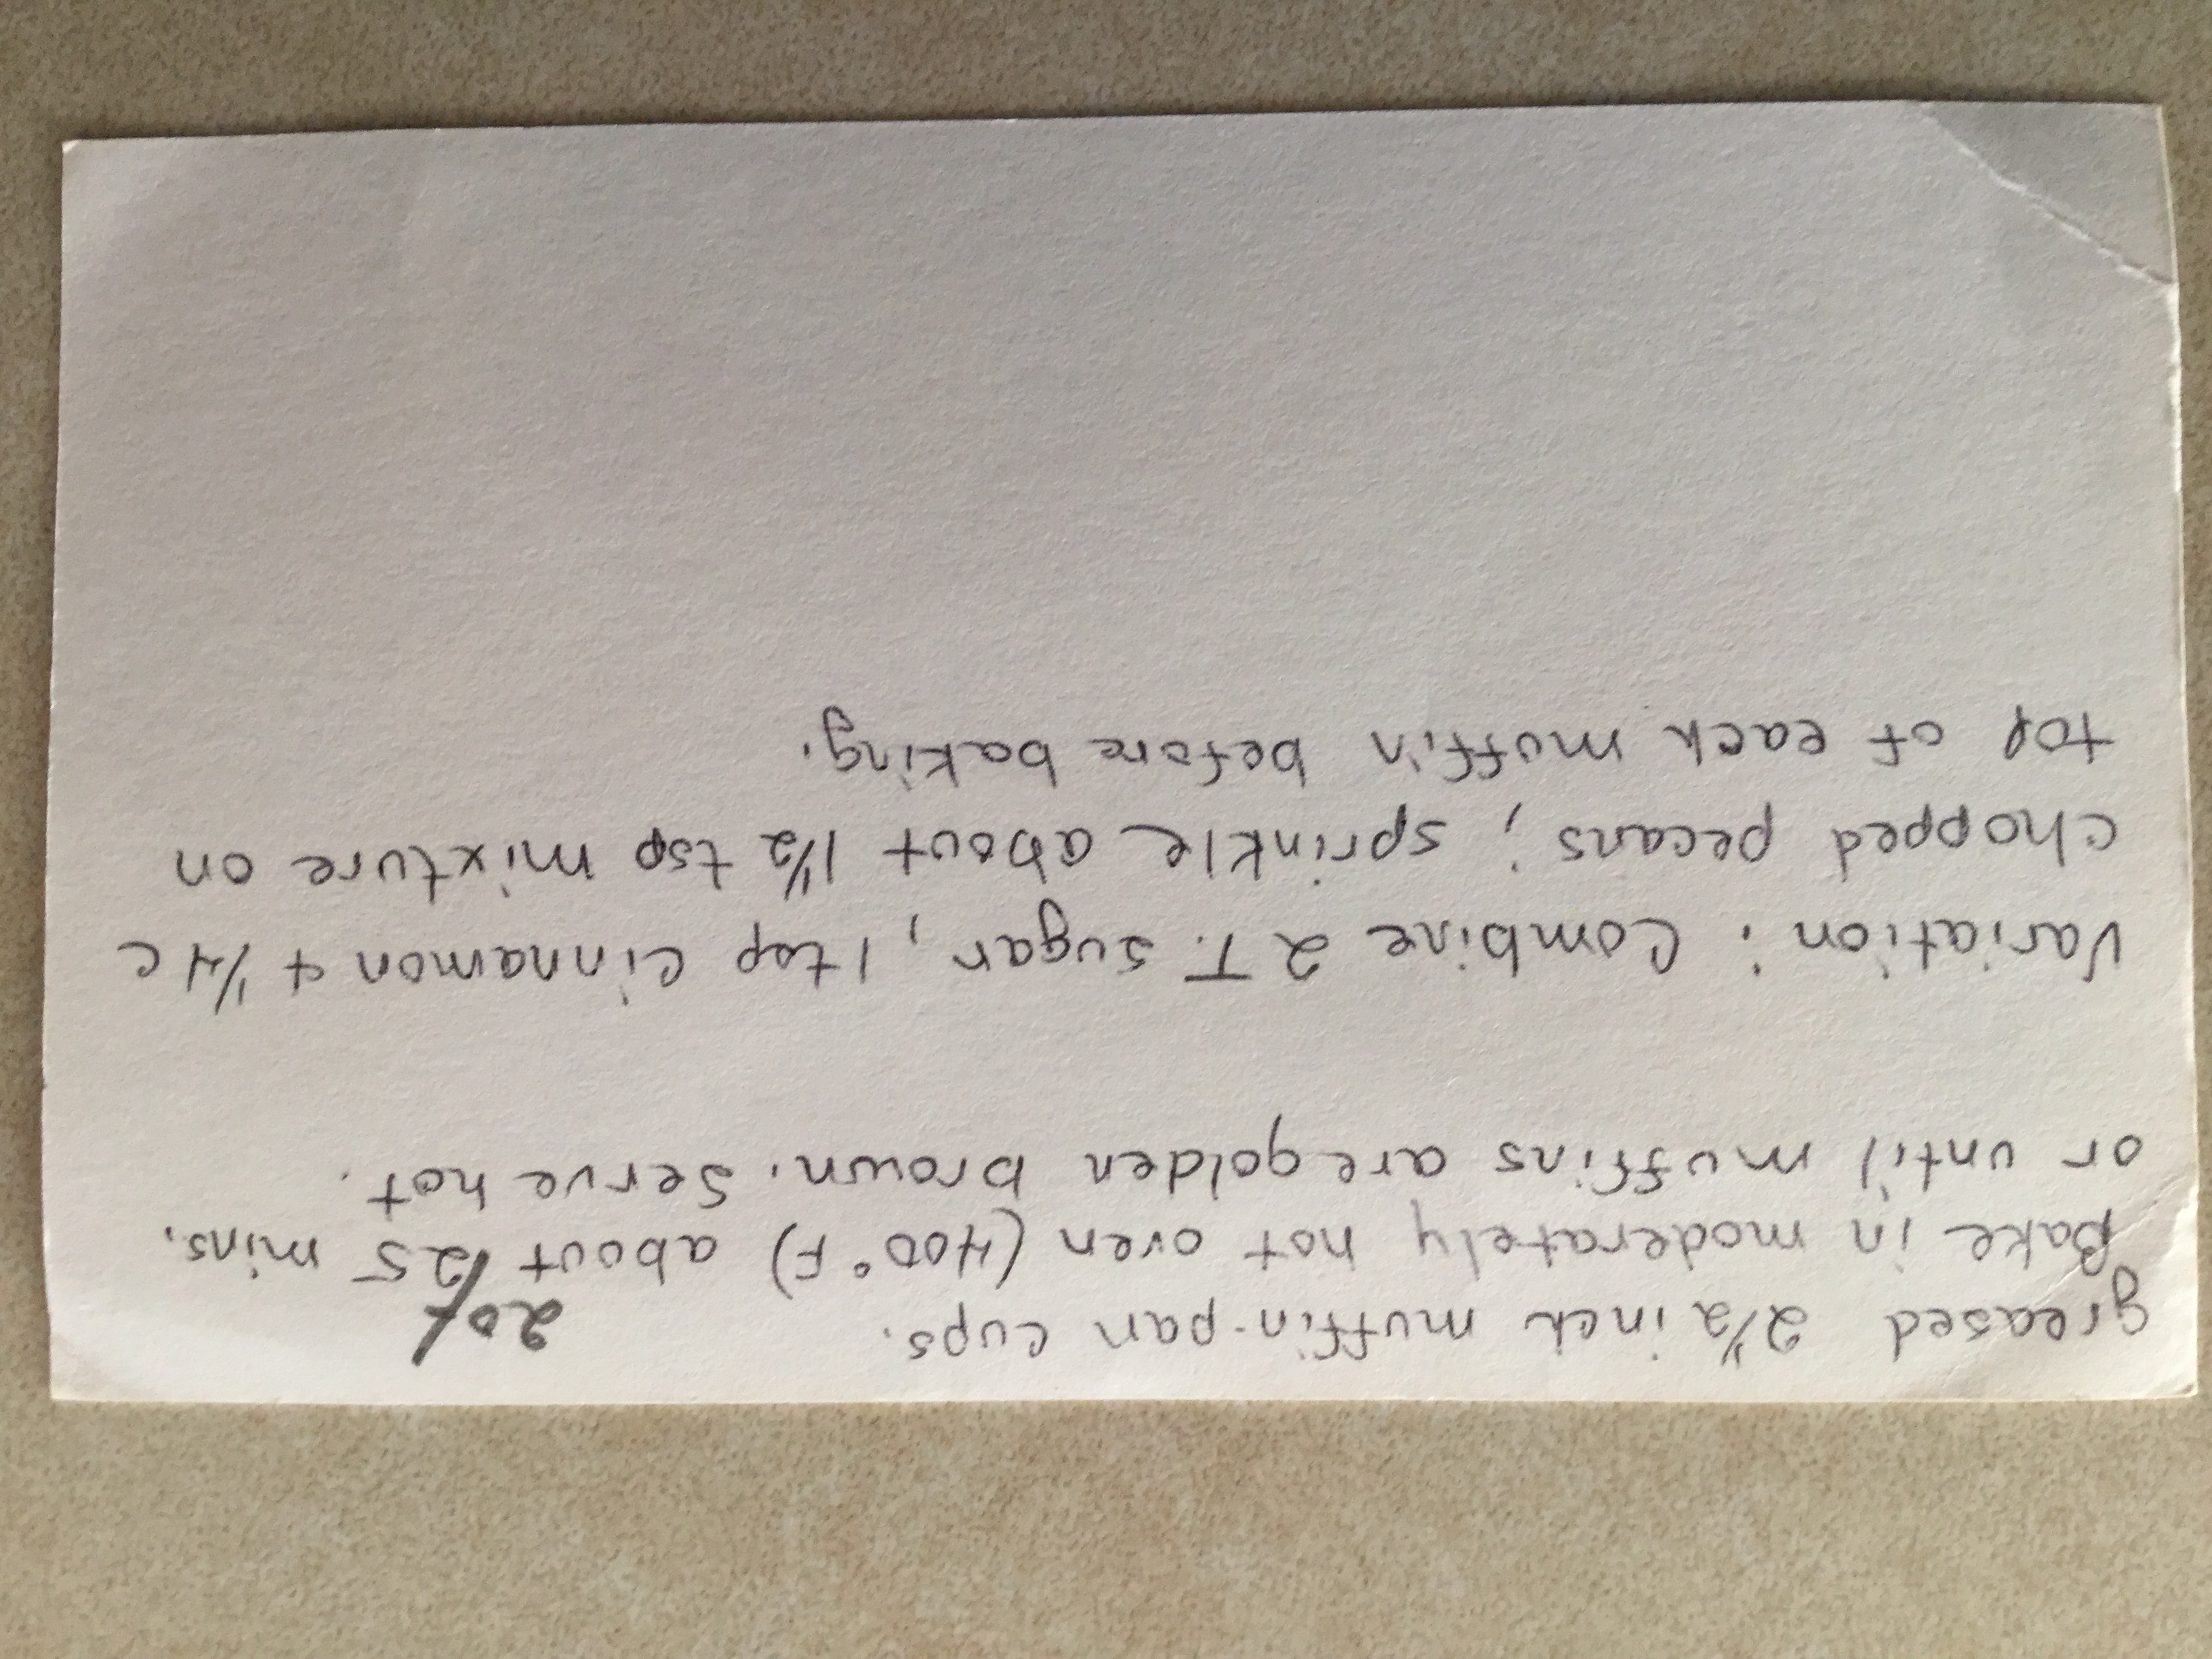 greased 2½ inch muffin-pan cups.
20/
Bake in moderately hot oven (400° F) about 25 mins.
or until muffins are golden brown. Serve hot.
Variation: Combine 2 T. sugar, 1 tsp cinnamon & ¼ c
chopped pecans; sprinkle about 1½ tsp mixture on
top of each muffin before baking.